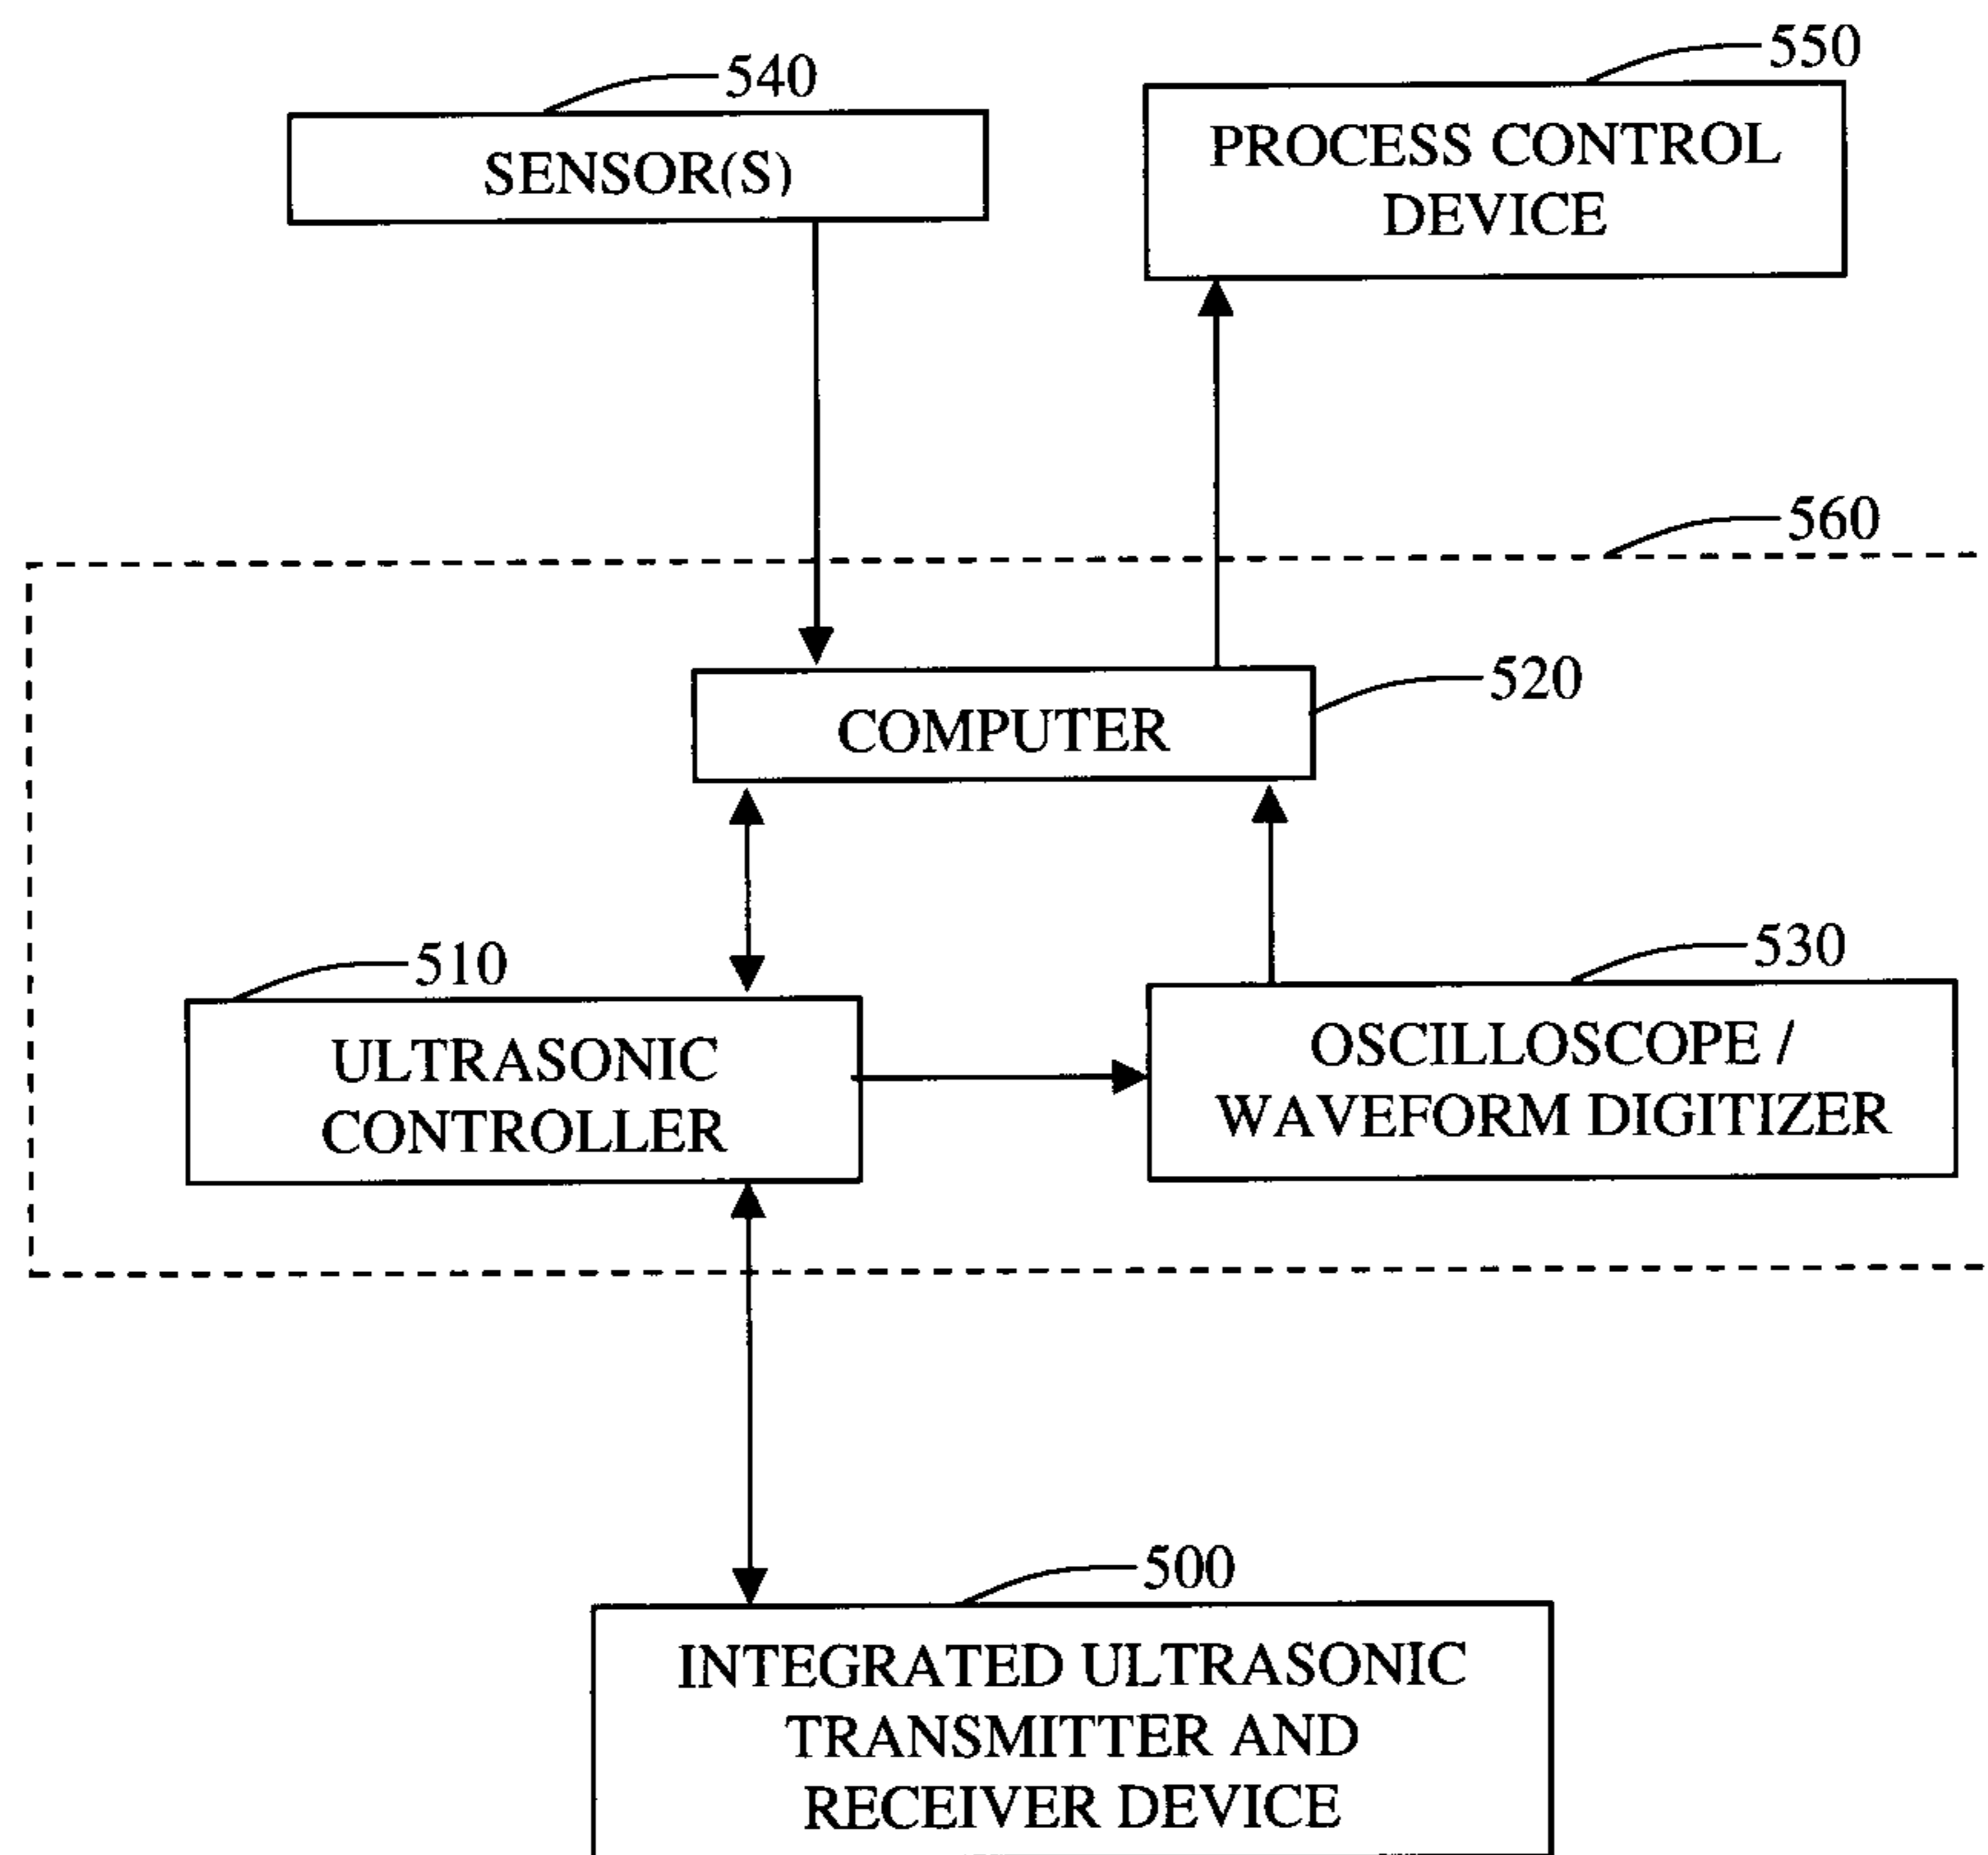 550
540
PROCESS CONTROL
DEVICE
SENSOR(S)
560
520
COMPUTER
510
530
ULTRASONIC
CONTROLLER
OSCILLOSCOPE /
WAVEFORM DIGITIZER
500
INTEGRATED ULTRASONIC
TRANSMITTER AND
RECEIVER DEVICE